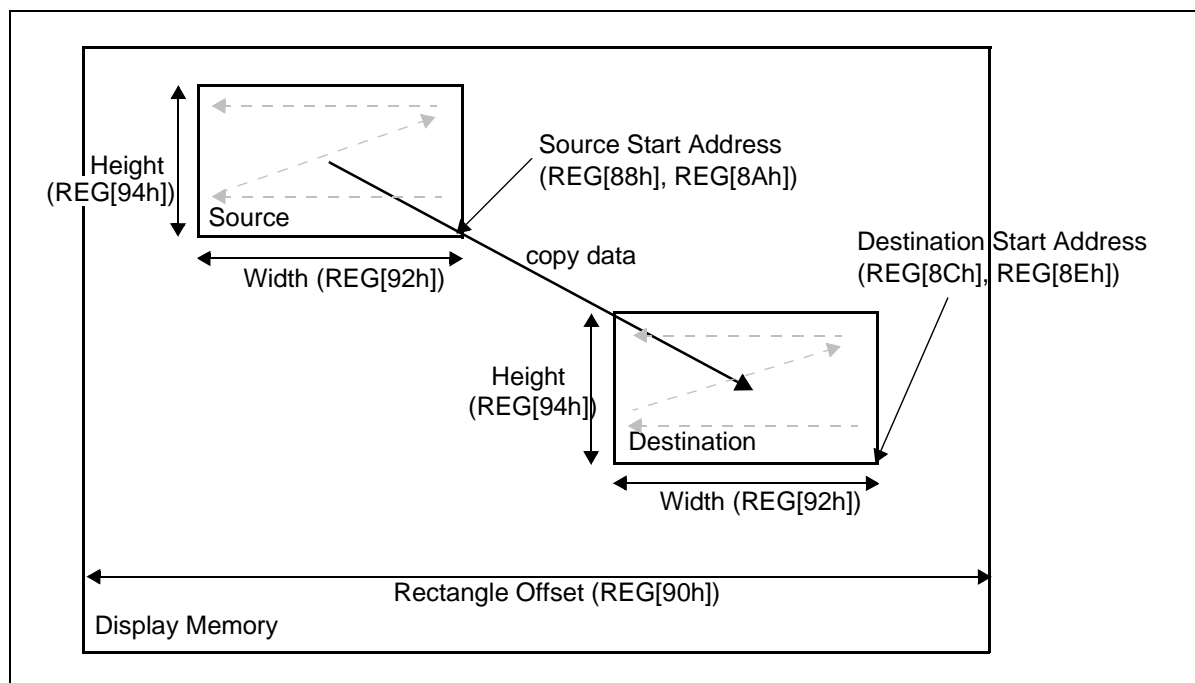 Height
(REG[94h])
Source
Width (REG[92h])
Source Start Address
(REG[88h], REG[8Ah])
copy data
Destination Start Address
(REG[8Ch], REG[8Eh])
Height
(REG[94h])
Destination
Width (REG[92h])
Rectangle Offset (REG[90h])
Display Memory